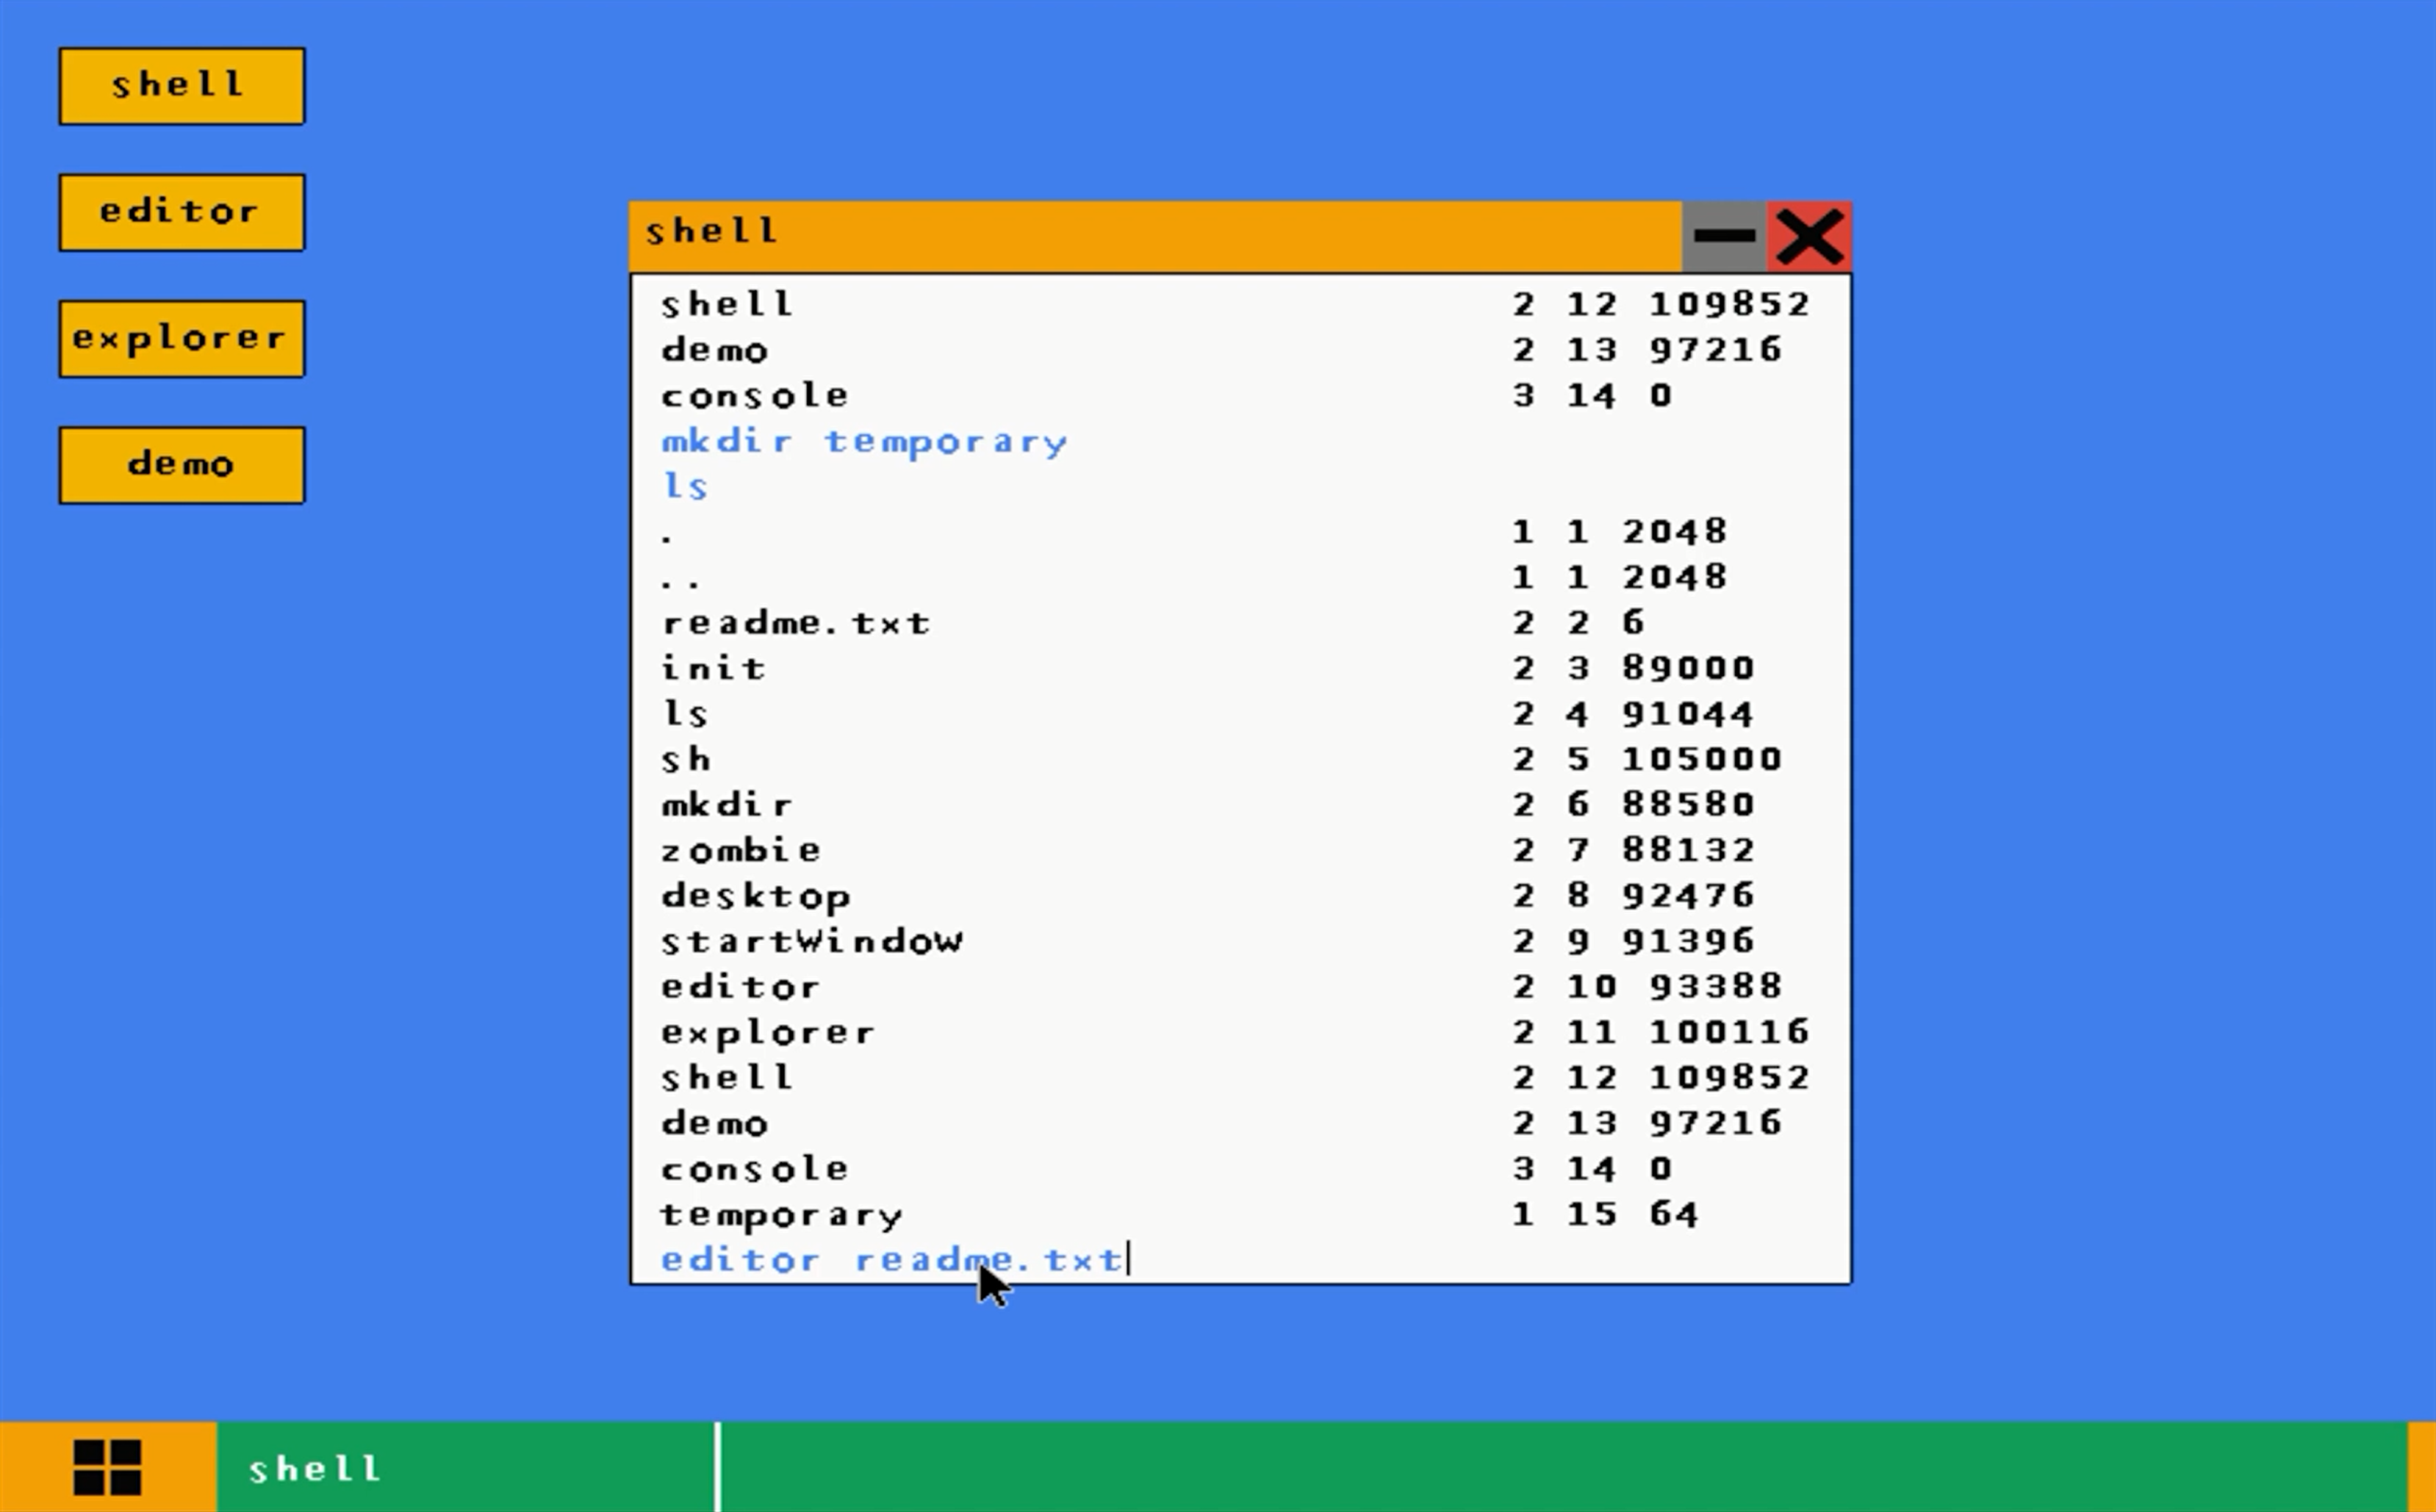 shell
editor
explorer
demo
shell
shell 2 12 109852
demo 2 13 97216
console 3 14 0
mkdir temporary
ls
. 1 1 2048
.. 1 1 2048
readme.txt 2 2 6
init 2 3 89000
ls 2 4 91044
sh 2 5 105000
mkdir 2 6 88580
zombie 2 7 88132
desktop 2 8 92476
startWindow 2 9 91396
editor 2 10 93388
explorer 2 11 100116
shell 2 12 109852
demo 2 13 97216
console 3 14 0
temporary 1 15 64
editor readme.txt
shell